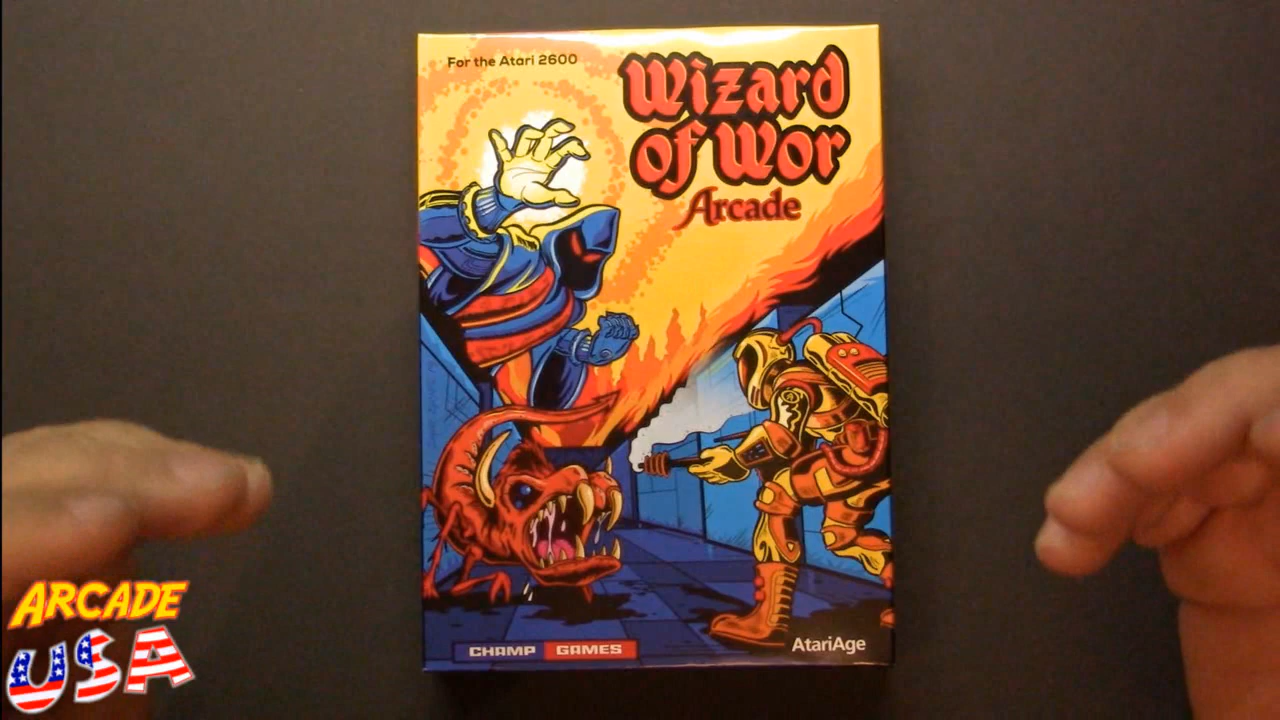 For the Atari 2600
Wizard
of Wor
Arcade
CHAMP GAMES
AtariAge
ARCADE
USA